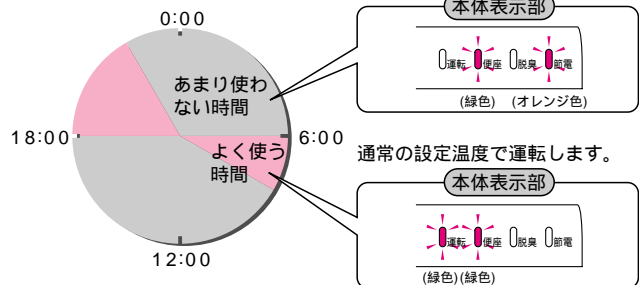 本体表示部
0:00
運転 便座 脱臭 節電
(緑色) (オレンジ色)
あまり使わ
ない時間
18:00
6:00
よく使う
時間
通常の設定温度で運転します。
本体表示部
運転 便座 脱臭 節電
12:00
(緑色)(緑色)